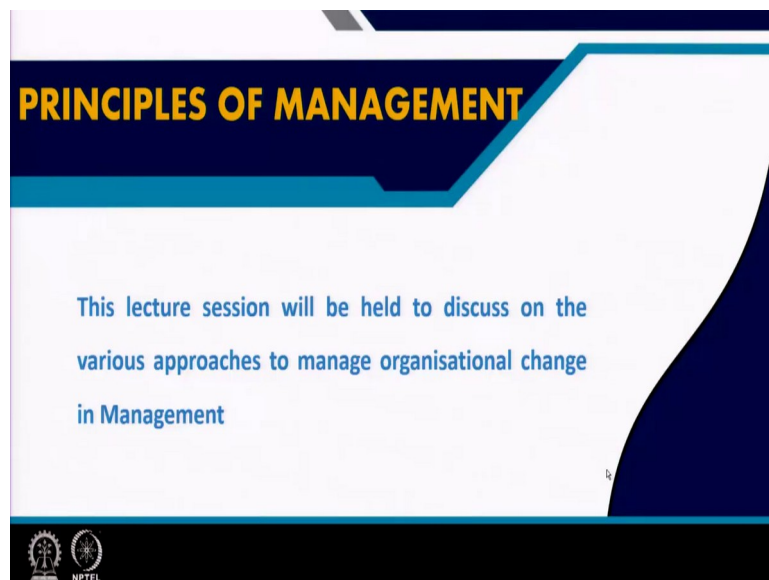 PRINCIPLES OF MANAGEMENT
This lecture session will be held to discuss on the
various approaches to manage organisational change
in Management
NPTEL